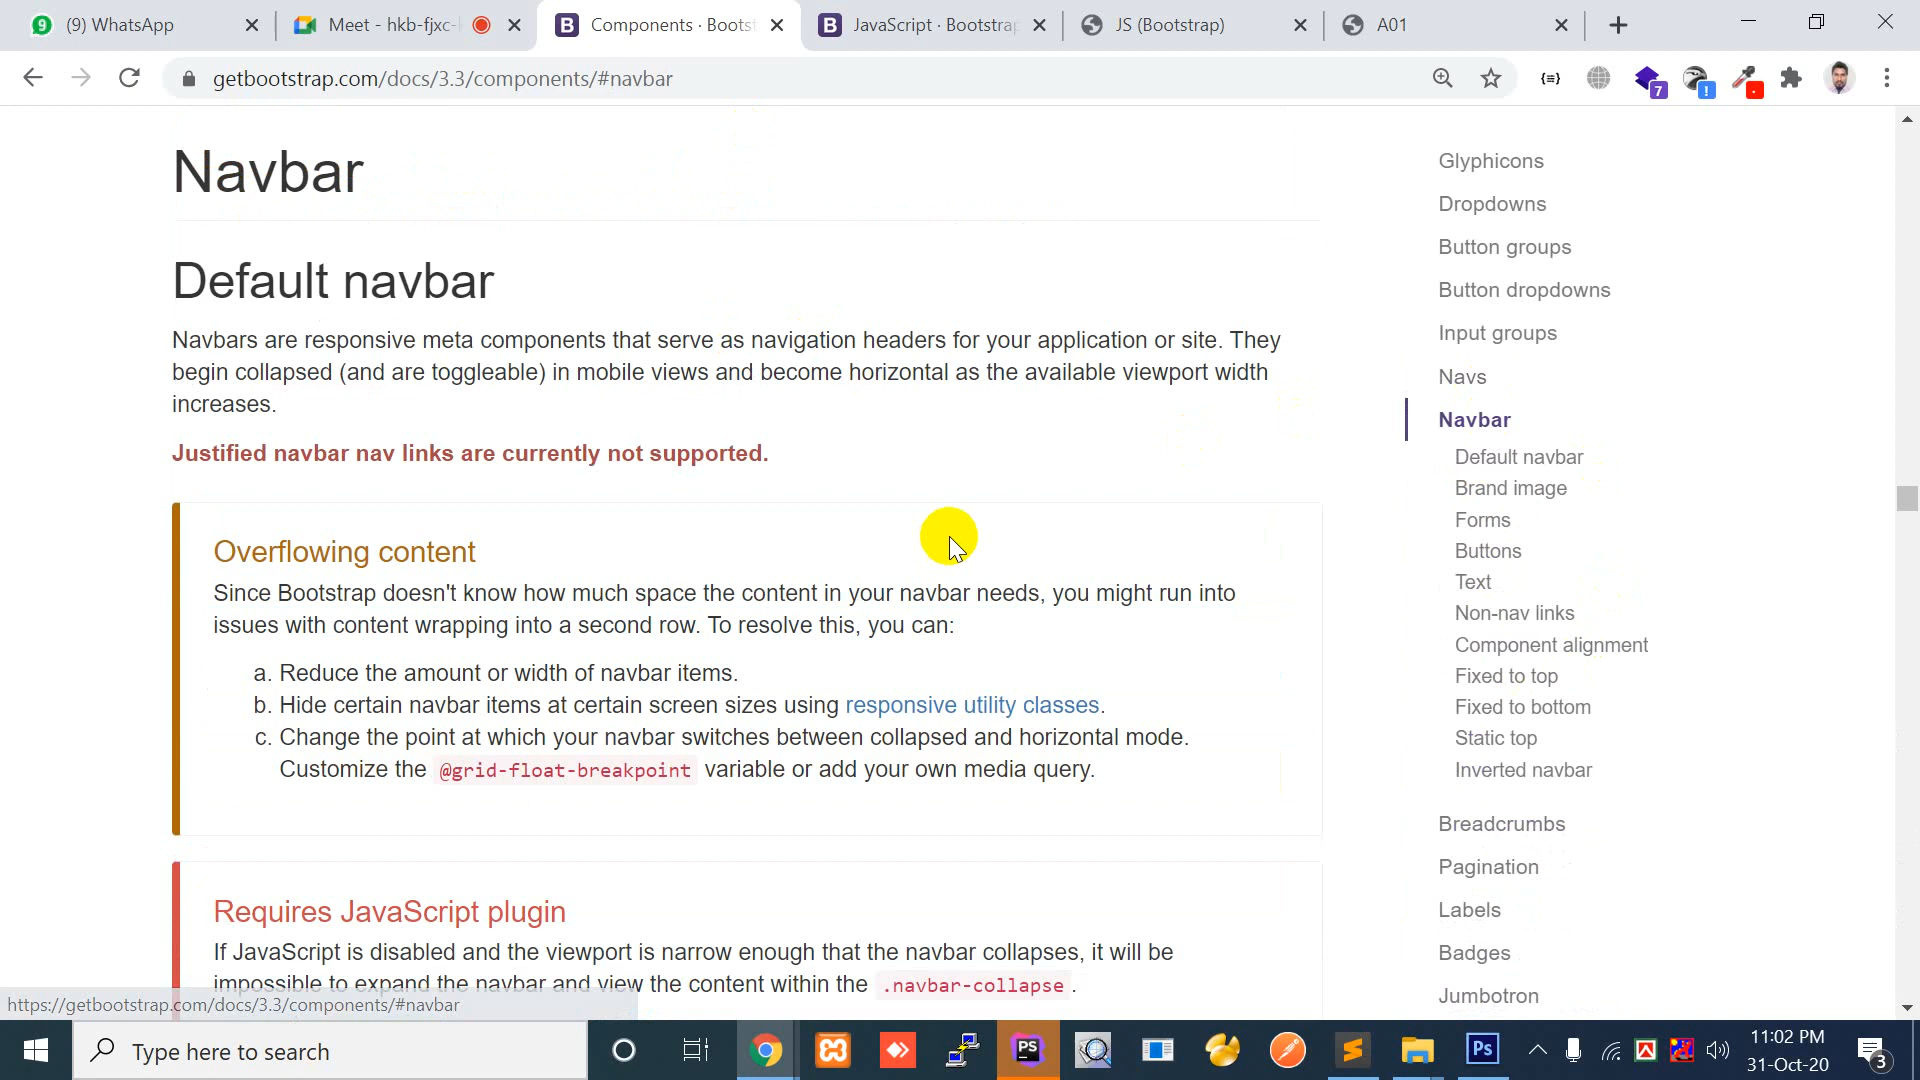 (9) WhatsApp
Meet - hkb-fjxc-
Components · Boots
JavaScript · Bootstrap
JS (Bootstrap)
A01
getbootstrap.com/docs/3.3/components/#navbar
7
!
Navbar
Default navbar
Navbars are responsive meta components that serve as navigation headers for your application or site. They
begin collapsed (and are toggleable) in mobile views and become horizontal as the available viewport width
increases.
Justified navbar nav links are currently not supported.
Overflowing content
Since Bootstrap doesn't know how much space the content in your navbar needs, you might run into
issues with content wrapping into a second row. To resolve this, you can:
a. Reduce the amount or width of navbar items.
b. Hide certain navbar items at certain screen sizes using responsive utility classes.
c. Change the point at which your navbar switches between collapsed and horizontal mode.
Customize the @grid-float-breakpoint variable or add your own media query.
Requires JavaScript plugin
If JavaScript is disabled and the viewport is narrow enough that the navbar collapses, it will be
impossible to expand the navbar and view the content within the .navbar-collapse .
Glyphicons
Dropdowns
Button groups
Button dropdowns
Input groups
Navs
Navbar
Default navbar
Brand image
Forms
Buttons
Text
Non-nav links
Component alignment
Fixed to top
Fixed to bottom
Static top
Inverted navbar
Breadcrumbs
Pagination
Labels
Badges
Jumbotron
https://getbootstrap.com/docs/3.3/components/#navbar
Type here to search
PS
Ps
11:02 PM
31-Oct-20
3